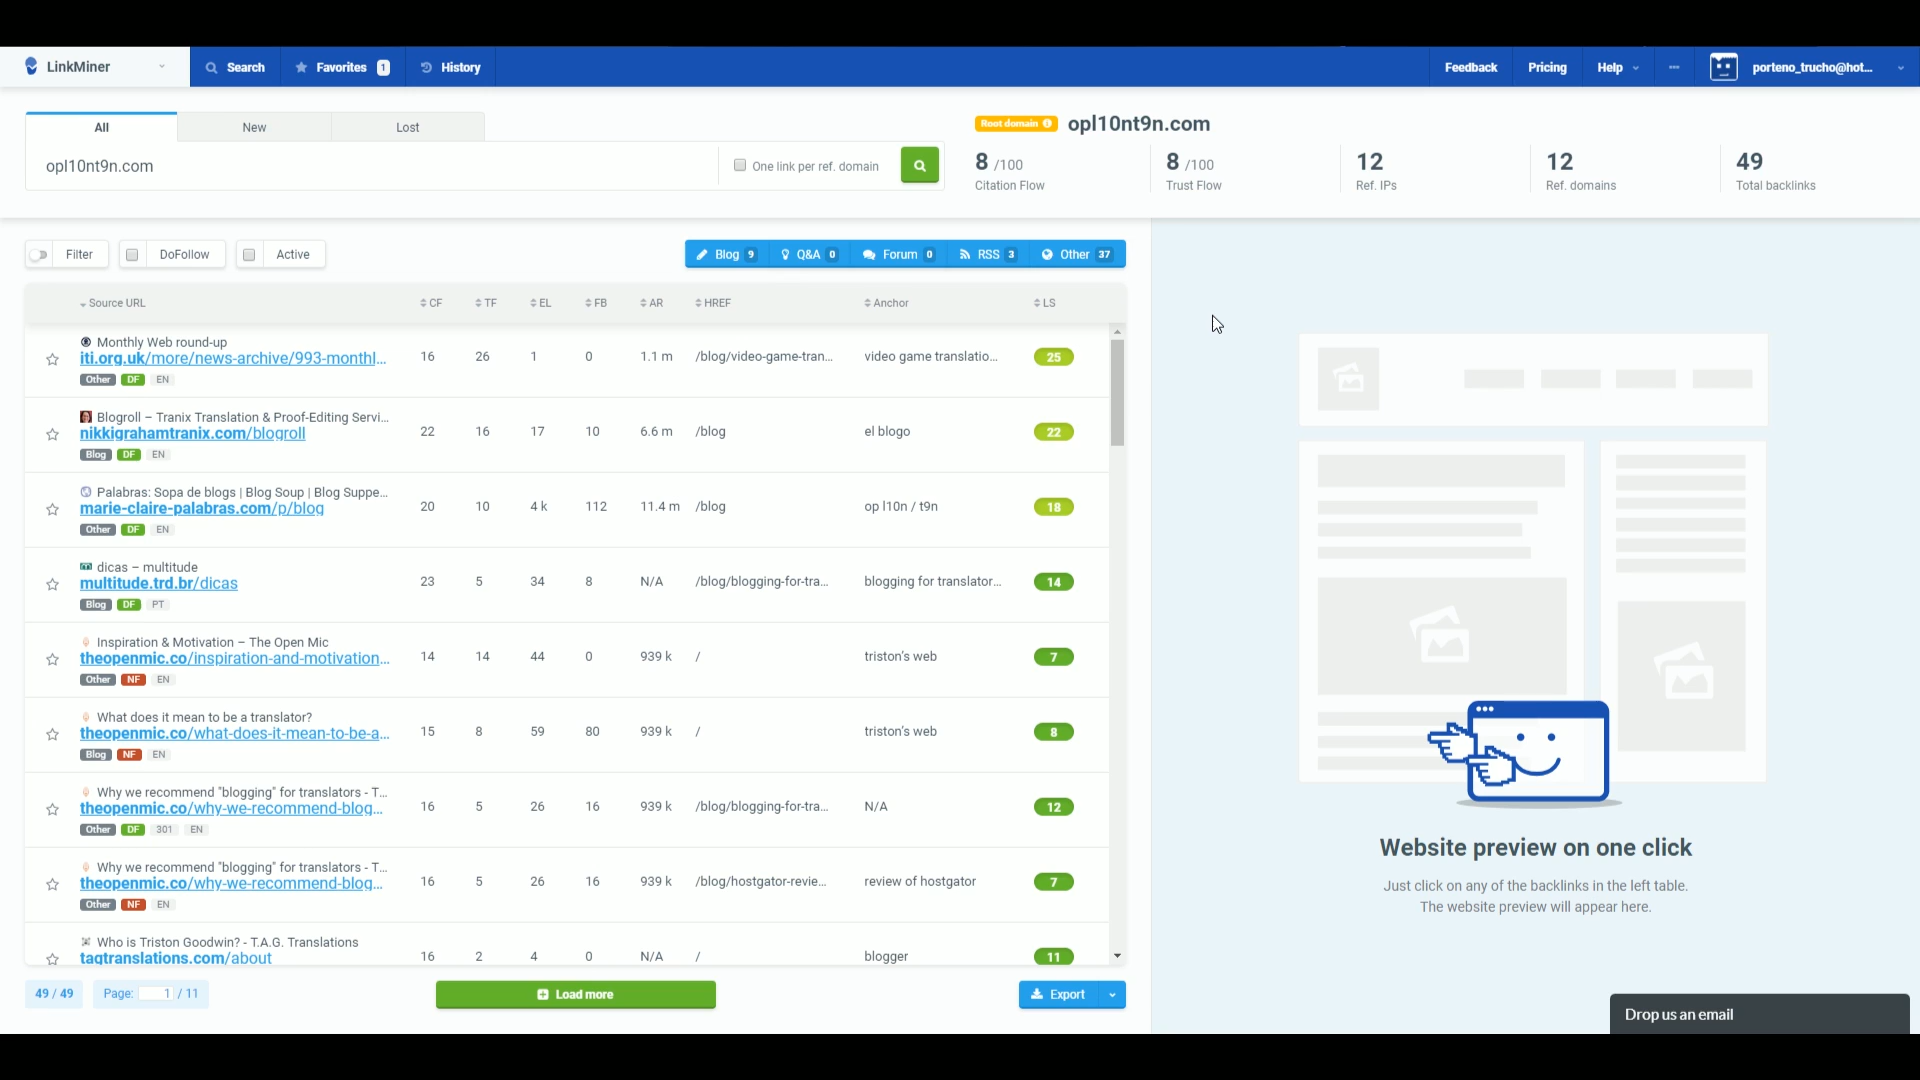 LinkMiner
Search
Favorites 1
History
Feedback
Pricing
Help
porteno_trucho@hot...
All
New
Lost
opl10nt9n.com
One link per ref. domain
Root domain
opl10nt9n.com
8 /100
Citation Flow
8 /100
Trust Flow
12
Ref. IPs
12
Ref. domains
49
Total backlinks
Filter
DoFollow
Active
Blog 9
Q&A 0
Forum 0
RSS 3
Other 37
Source URL CF TF EL FB AR HREF Anchor LS
Monthly Web round-up
iti.org.uk/more/news-archive/993-monthl... 16 26 1 0 1.1 m /blog/video-game-tran... video game translatio... 25
Other DF EN
Blogroll – Tranix Translation & Proof-Editing Servi...
nikkigrahamtranix.com/blogroll 22 16 17 10 6.6 m /blog el blogo 22
Blog DF EN
Palabras: Sopa de blogs | Blog Soup | Blog Suppe...
marie-claire-palabras.com/p/blog 20 10 4 k 112 11.4 m /blog op l10n / t9n 18
Other DF EN
dicas – multitude
multitude.trd.br/dicas 23 5 34 8 N/A /blog/blogging-for-tra... blogging for translator... 14
Blog DF PT
Inspiration & Motivation – The Open Mic
theopenmic.co/inspiration-and-motivation... 14 14 44 0 939 k / triston's web 7
Other NF EN
What does it mean to be a translator?
theopenmic.co/what-does-it-mean-to-be-a... 15 8 59 80 939 k / triston's web 8
Blog NF EN
Why we recommend "blogging" for translators - T...
theopenmic.co/why-we-recommend-blog... 16 5 26 16 939 k /blog/blogging-for-tra... N/A 12
Other DF 301 EN
Why we recommend "blogging" for translators - T...
theopenmic.co/why-we-recommend-blog... 16 5 26 16 939 k /blog/hostgator-revie... review of hostgator 7
Other NF EN
Who is Triston Goodwin? - T.A.G. Translations
tagtranslations.com/about 16 2 4 0 N/A / blogger 11
49 / 49
Page: 1 / 11
Load more
Export
Website preview on one click
Just click on any of the backlinks in the left table.
The website preview will appear here.
Drop us an email